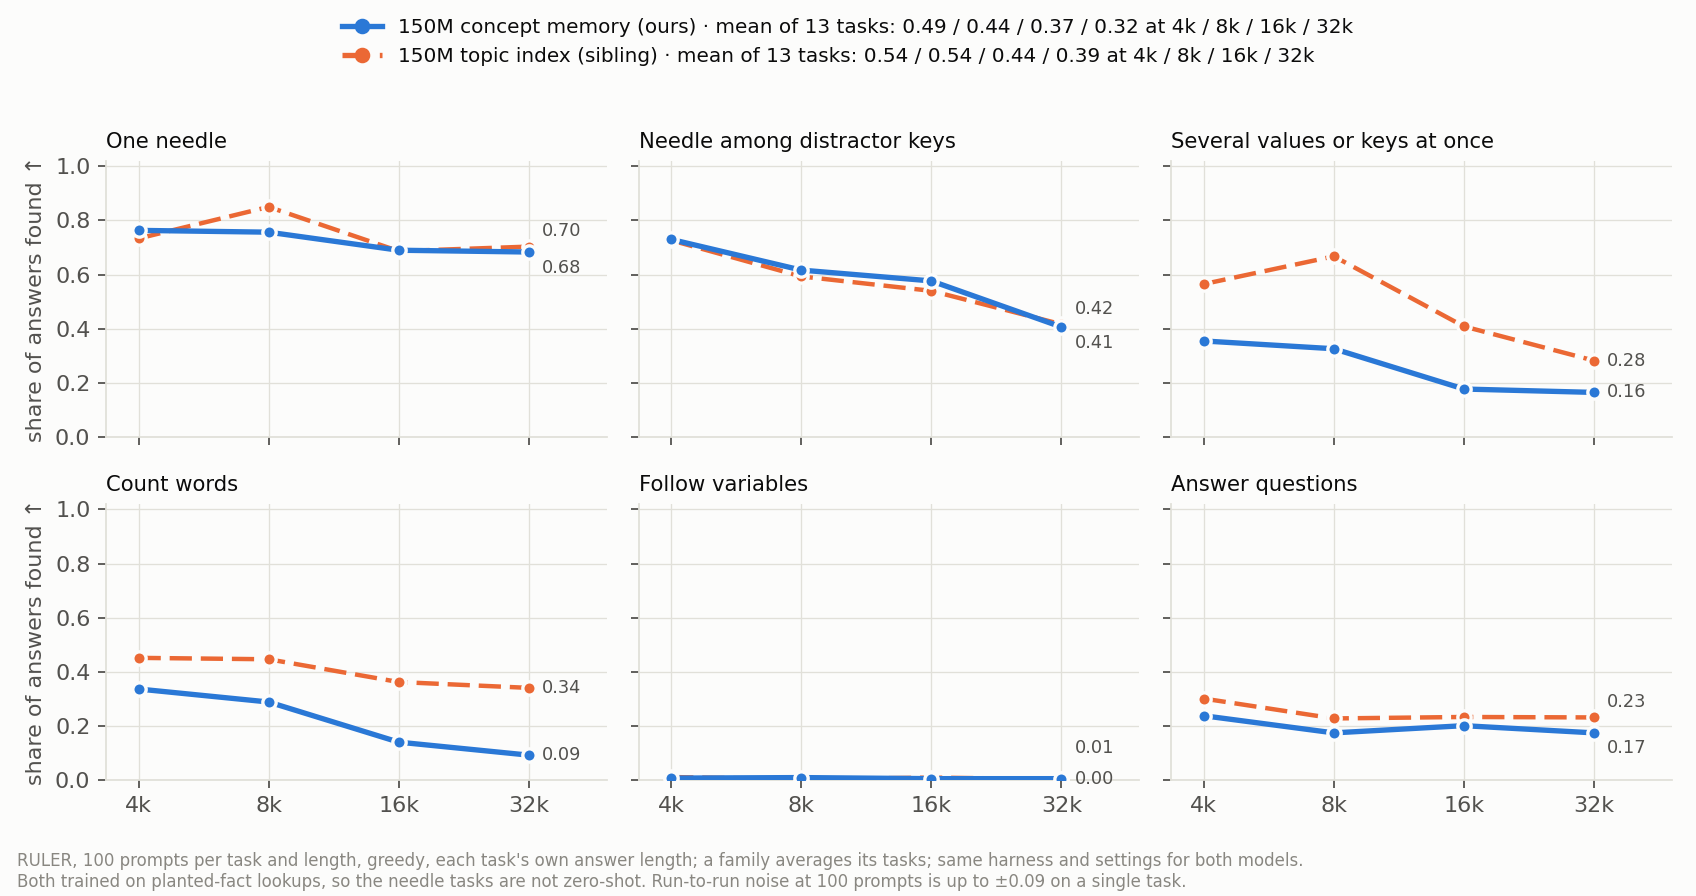 150M concept memory (ours) · mean of 13 tasks: 0.49 / 0.44 / 0.37 / 0.32 at 4k / 8k / 16k / 32k
150M topic index (sibling) · mean of 13 tasks: 0.54 / 0.54 / 0.44 / 0.39 at 4k / 8k / 16k / 32k
One needle
share of answers found ↑
1.0
0.8
0.6
0.4
0.2
0.0
0.70
0.68
Needle among distractor keys
0.42
0.41
Several values or keys at once
0.28
0.16
Count words
share of answers found ↑
1.0
0.8
0.6
0.4
0.2
0.0
0.34
0.09
4k 8k 16k 32k
Follow variables
0.01
0.00
4k 8k 16k 32k
Answer questions
0.23
0.17
4k 8k 16k 32k
RULER, 100 prompts per task and length, greedy, each task's own answer length; a family averages its tasks; same harness and settings for both models.
Both trained on planted-fact lookups, so the needle tasks are not zero-shot. Run-to-run noise at 100 prompts is up to ±0.09 on a single task.